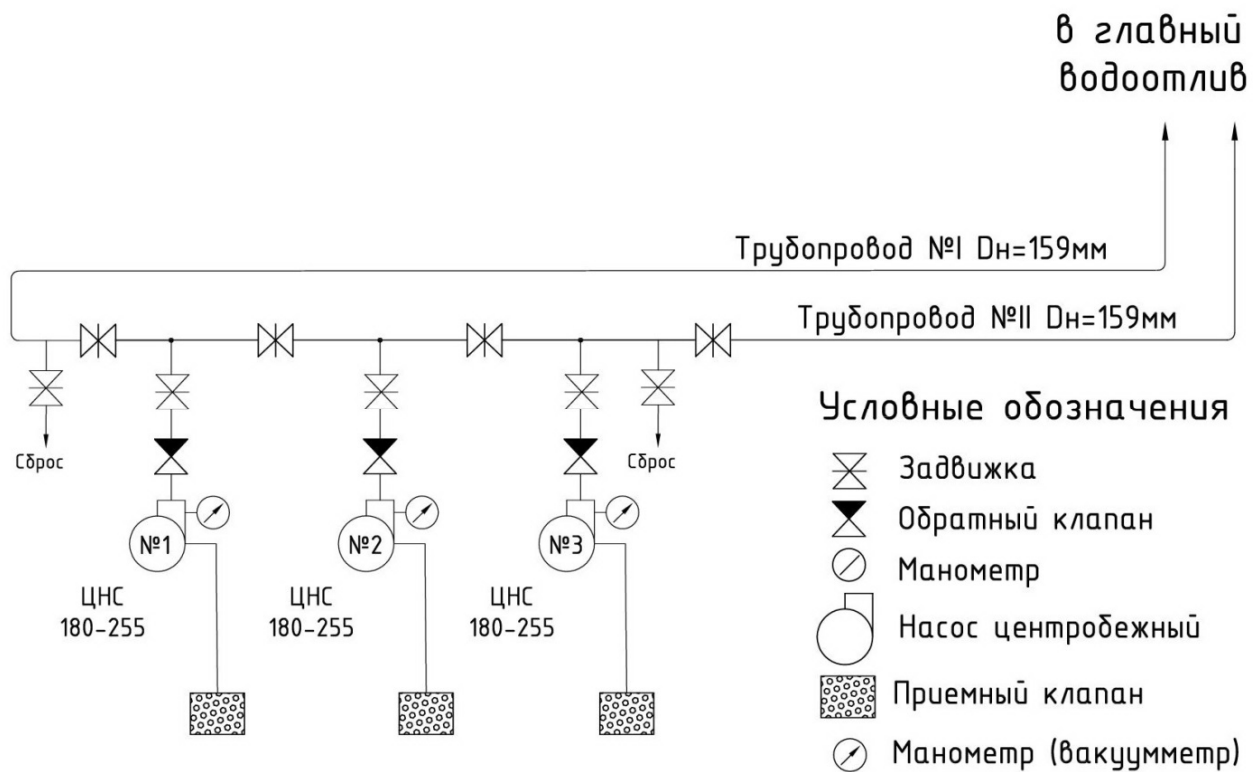 в главный
водоотлив
Трубопровод №I Dн=159мм
Трубопровод №II Dн=159мм
Сброс
Сброс
№1
№2
№3
ЦНС
180-255
ЦНС
180-255
ЦНС
180-255
Условные обозначения
Задвижка
Обратный клапан
Манометр
Насос центробежный
Приемный клапан
Манометр (вакуумметр)